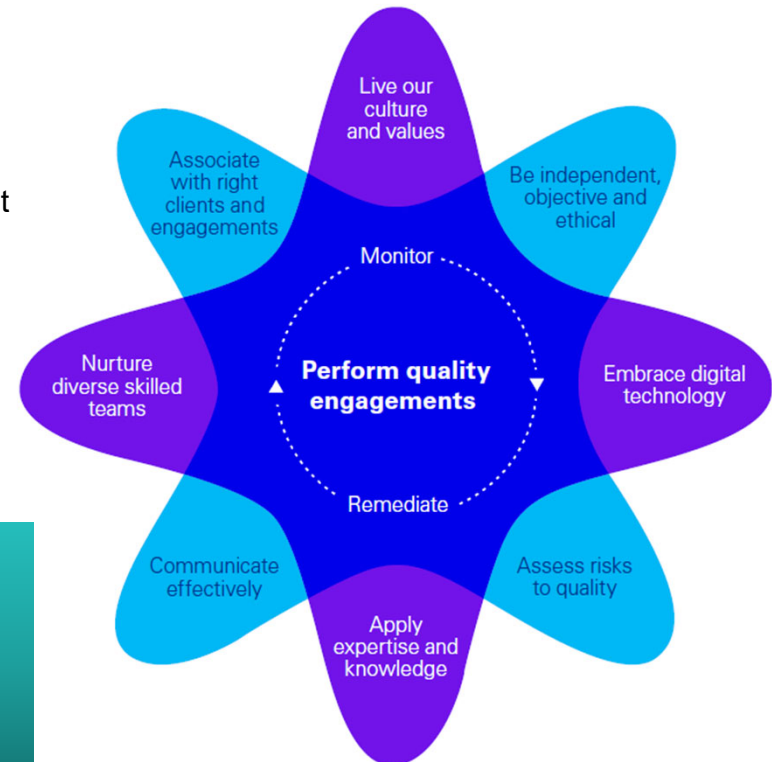 Live our
culture
and values
Associate
with right
clients and
engagements
Be independent,
objective and
ethical
t
Monitor
Nurture
diverse skilled
teams
Perform quality
engagements
Embrace digital
technology
Remediate
Communicate
effectively
Assess risks
to quality
Apply
expertise and
knowledge